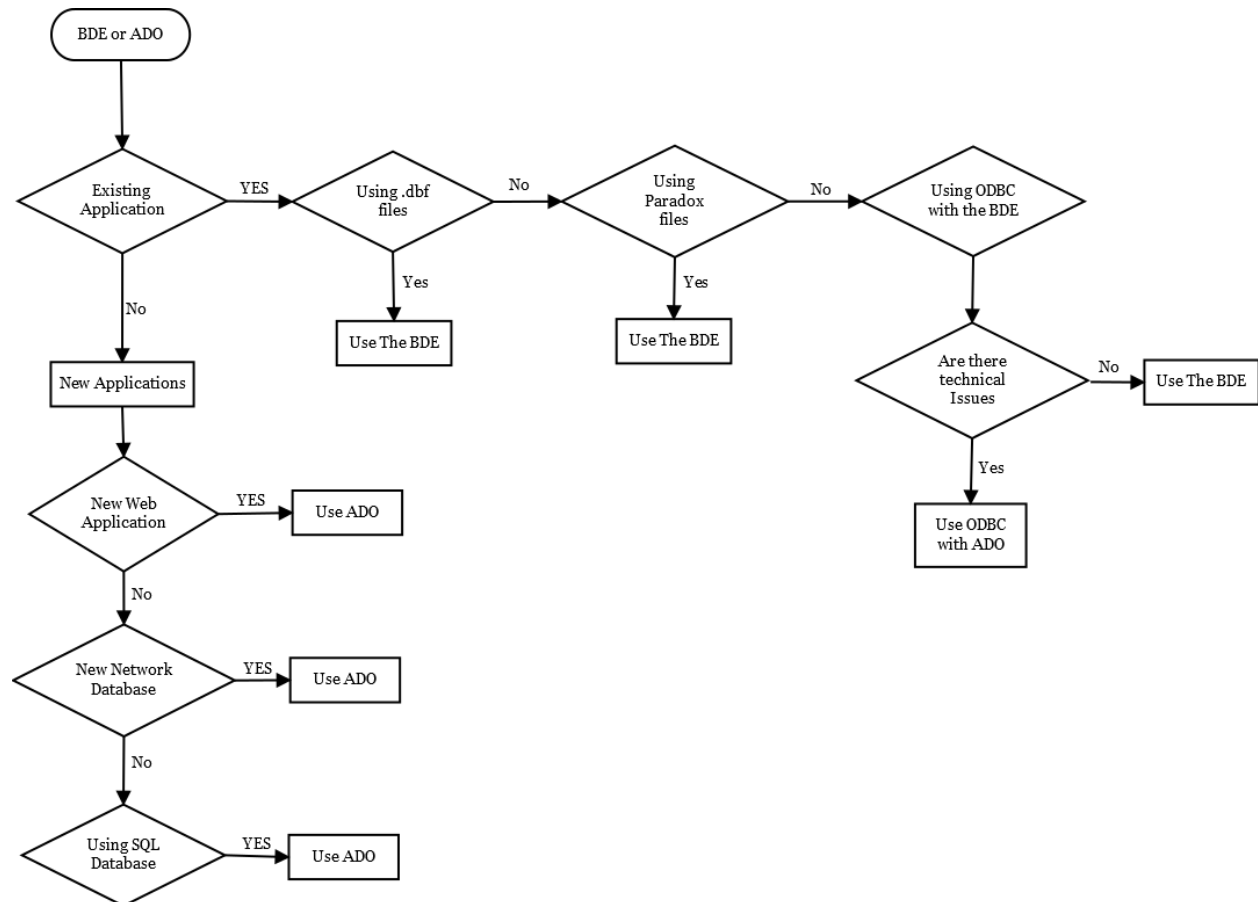 BDE or ADO
Existing
Application
YES
Using .dbf
files
No
Using
Paradox
files
No
Using ODBC
with the BDE
Yes
Use The BDE
Yes
Use The BDE
Are there
technical
Issues
No
Use The BDE
Yes
Use ODBC
with ADO
No
New Applications
New Web
Application
YES
Use ADO
No
New Network
Database
YES
Use ADO
No
Using SQL
Database
YES
Use ADO